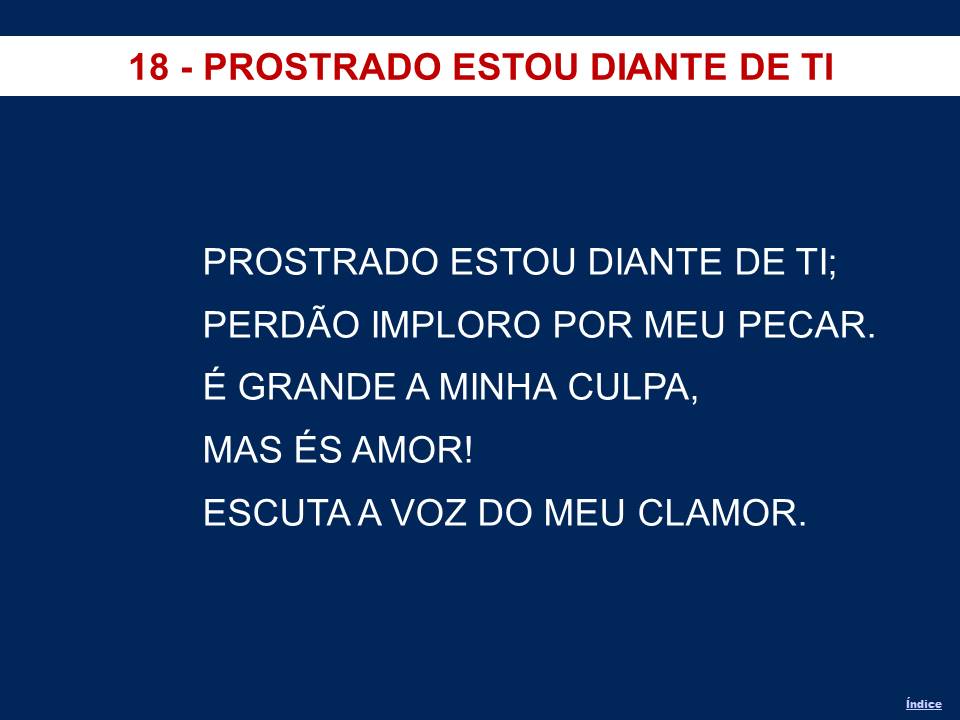 18 - PROSTRADO ESTOU DIANTE DE TI
PROSTRADO ESTOU DIANTE DE TI;
PERDÃO IMPLORO POR MEU PECAR.
É GRANDE A MINHA CULPA,
MAS ÉS AMOR!
ESCUTA A VOZ DO MEU CLAMOR.
Índice